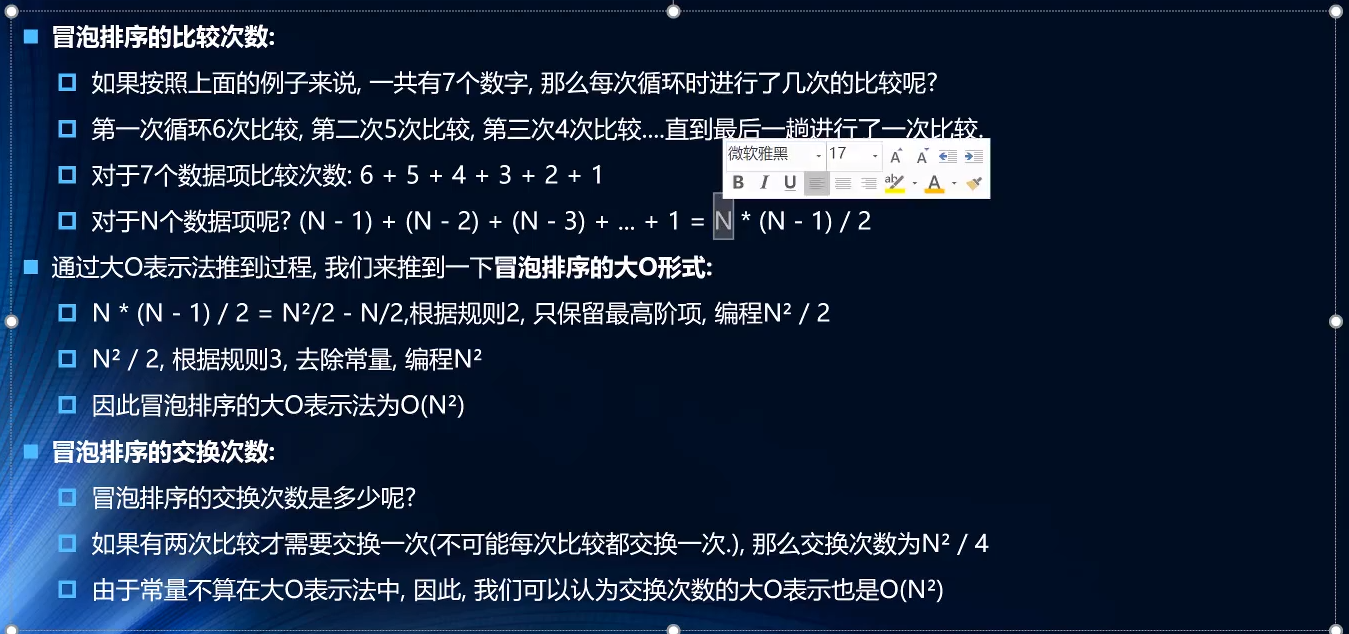 冒泡排序的比较次数:
如果按照上面的例子来说, 一共有7个数字, 那么每次循环时进行了几次的比较呢?
第一次循环6次比较, 第二次5次比较, 第三次4次比较....直到最后一趟进行了一次比较.
微软雅黑 17 A A
对于7个数据项比较次数: 6 + 5 + 4 + 3 + 2 + 1
B I U ab A
对于N个数据项呢? (N - 1) + (N - 2) + (N - 3) + ... + 1 = N * (N - 1) / 2
通过大O表示法推到过程, 我们来推到一下冒泡排序的大O形式:
N * (N - 1) / 2 = N²/2 - N/2,根据规则2, 只保留最高阶项, 编程N² / 2
N² / 2, 根据规则3, 去除常量, 编程N²
因此冒泡排序的大O表示法为O(N²)
冒泡排序的交换次数:
冒泡排序的交换次数是多少呢?
如果有两次比较才需要交换一次(不可能每次比较都交换一次.), 那么交换次数为N² / 4
由于常量不算在大O表示法中, 因此, 我们可以认为交换次数的大O表示也是O(N²)